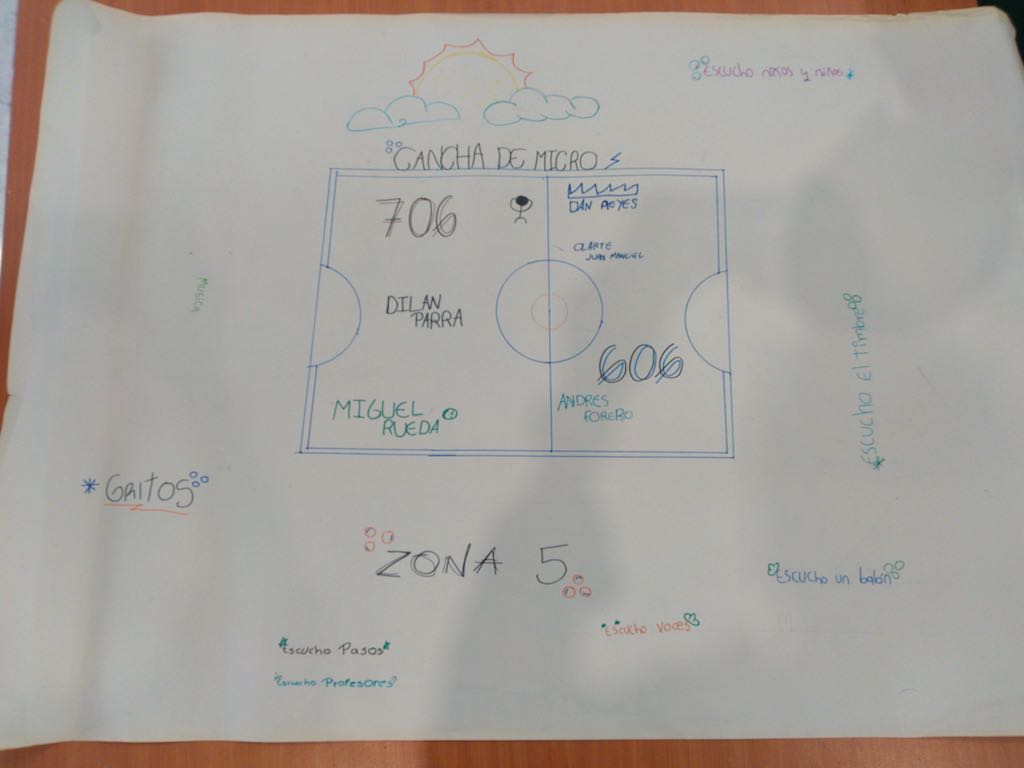 Escucho niños y niñas
CANCHA DE MICRO
706
DAN REYES
OLARTE
JUAN MANUEL
MUSICA
DILAN
PARRA
Escucho El timbre
606
MIGUEL
RUEDA
ANDRES
FORERO
GRITOS
ZONA 5
Escucho un balón
Escucho voces
Escucho Pasos
Escucho Profesores